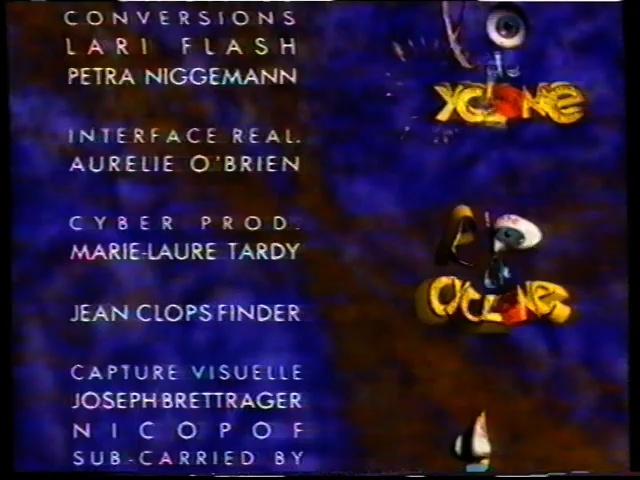 CONVERSIONS
LARI FLASH
PETRA NIGGEMANN
INTERFACE REAL.
AURELIE O'BRIEN
CYBER PROD.
MARIE-LAURE TARDY
JEAN CLOPS FINDER
CAPTURE VISUELLE
JOSEPH BRETTRAGER
NICOPOF
SUB-CARRIED BY
XCLONE
CYCLONE